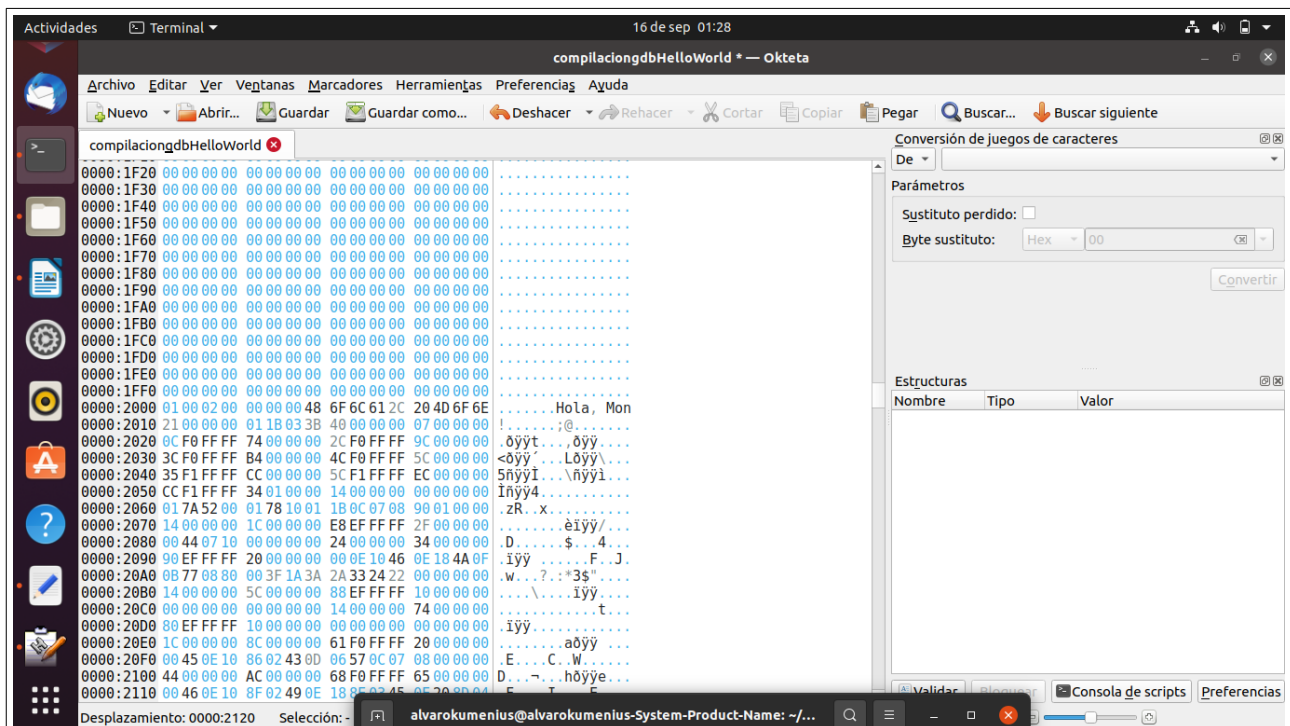 Actividades Terminal 16 de sep 01:28
compilaciongdbHelloWorld * — Okteta
Archivo Editar Ver Ventanas Marcadores Herramientas Preferencias Ayuda
Nuevo Abrir... Guardar Guardar como... Deshacer Rehacer Cortar Copiar Pegar Buscar... Buscar siguiente
compilaciongdbHelloWorld
0000:1F20 00 00 00 00 00 00 00 00 00 00 00 00 00 00 00 00 ................
0000:1F30 00 00 00 00 00 00 00 00 00 00 00 00 00 00 00 00 ................
0000:1F40 00 00 00 00 00 00 00 00 00 00 00 00 00 00 00 00 ................
0000:1F50 00 00 00 00 00 00 00 00 00 00 00 00 00 00 00 00 ................
0000:1F60 00 00 00 00 00 00 00 00 00 00 00 00 00 00 00 00 ................
0000:1F70 00 00 00 00 00 00 00 00 00 00 00 00 00 00 00 00 ................
0000:1F80 00 00 00 00 00 00 00 00 00 00 00 00 00 00 00 00 ................
0000:1F90 00 00 00 00 00 00 00 00 00 00 00 00 00 00 00 00 ................
0000:1FA0 00 00 00 00 00 00 00 00 00 00 00 00 00 00 00 00 ................
0000:1FB0 00 00 00 00 00 00 00 00 00 00 00 00 00 00 00 00 ................
0000:1FC0 00 00 00 00 00 00 00 00 00 00 00 00 00 00 00 00 ................
0000:1FD0 00 00 00 00 00 00 00 00 00 00 00 00 00 00 00 00 ................
0000:1FE0 00 00 00 00 00 00 00 00 00 00 00 00 00 00 00 00 ................
0000:1FF0 00 00 00 00 00 00 00 00 00 00 00 00 00 00 00 00 ................
0000:2000 01 00 02 00 00 00 00 48 6F 6C 61 2C 20 4D 6F 6E .......Hola, Mon
0000:2010 21 00 00 00 01 1B 03 3B 40 00 00 00 07 00 00 00 !......;@.......
0000:2020 0C F0 FF FF 74 00 00 00 2C F0 FF FF 9C 00 00 00 .ðÿÿt...,ðÿÿ....
0000:2030 3C F0 FF FF B4 00 00 00 4C F0 FF FF 5C 00 00 00 <ðÿÿ´...Lðÿÿ\...
0000:2040 35 F1 FF FF CC 00 00 00 5C F1 FF FF EC 00 00 00 5ñÿÿÌ...\ñÿÿì...
0000:2050 CC F1 FF FF 34 01 00 00 14 00 00 00 00 00 00 00 Ìñÿÿ4...........
0000:2060 01 7A 52 00 01 78 10 01 1B 0C 07 08 90 01 00 00 .zR..x..........
0000:2070 14 00 00 00 1C 00 00 00 E8 EF FF FF 2F 00 00 00 ........èïÿÿ/...
0000:2080 00 44 07 10 00 00 00 00 24 00 00 00 34 00 00 00 .D......$...4...
0000:2090 90 EF FF FF 20 00 00 00 00 0E 10 46 0E 18 4A 0F .ïÿÿ ......F..J.
0000:20A0 0B 77 08 80 00 3F 1A 3A 2A 33 24 22 00 00 00 00 .w...?.:*3$"....
0000:20B0 14 00 00 00 5C 00 00 00 88 EF FF FF 10 00 00 00 ....\....ïÿÿ....
0000:20C0 00 00 00 00 00 00 00 00 14 00 00 00 74 00 00 00 ............t...
0000:20D0 80 EF FF FF 10 00 00 00 00 00 00 00 00 00 00 00 .ïÿÿ............
0000:20E0 1C 00 00 00 8C 00 00 00 61 F0 FF FF 20 00 00 00 ........aðÿÿ ...
0000:20F0 00 45 0E 10 86 02 43 0D 06 57 0C 07 08 00 00 00 .E....C..W......
0000:2100 44 00 00 00 AC 00 00 00 68 F0 FF FF 65 00 00 00 D...¬...hðÿÿe...
0000:2110 00 46 0E 10 8F 02 49 0E 18
Desplazamiento: 0000:2120 Selección: -
Conversión de juegos de caracteres
De
Parámetros
Sustituto perdido:
Byte sustituto: Hex 00
Convertir
Estructuras
Nombre Tipo Valor
Validar Bloquear Consola de scripts Preferencias
alvarokumenius@alvarokumenius-System-Product-Name: ~/...